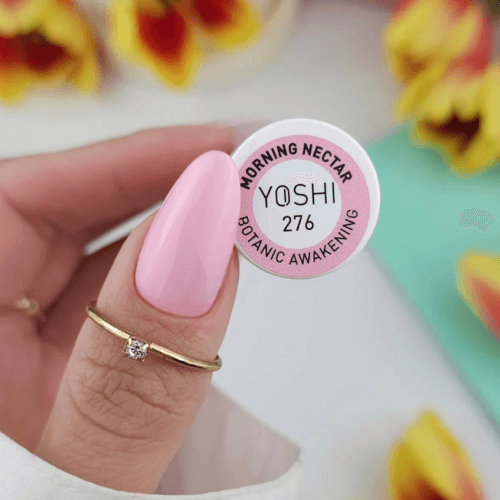 MORNING NECTAR
YOSHI
276
BOTANIC AWAKENING